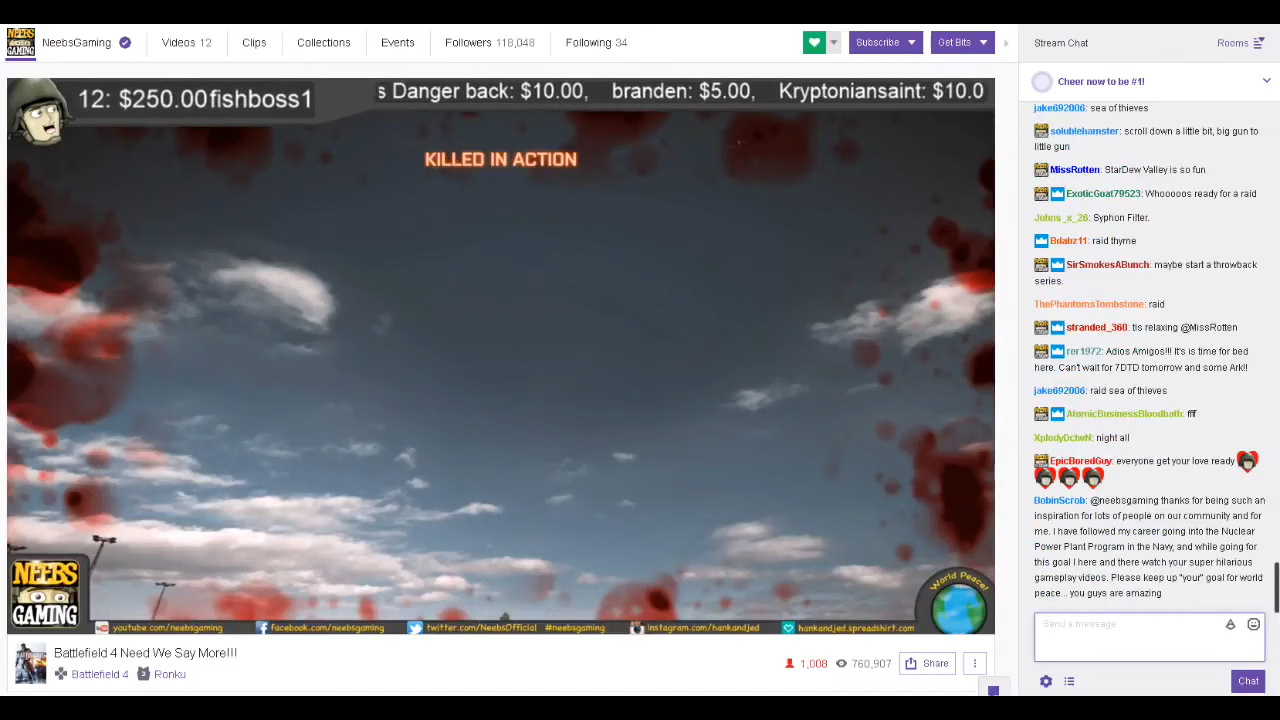 NEEBS
GAMING
NeebsGaming
Videos 12
Clips
Collections
Events
Followers 118,048
Following 34
Subscribe
Get Bits
Stream Chat
Rooms
12: $250.00fishboss1
s Danger back: $10.00, branden: $5.00, Kryptoniansaint: $10.0
KILLED IN ACTION
NEEBS
GAMING
World Peace!
youtube.com/neebsgaming
facebook.com/neebsgaming
twitter.com/NeebsOfficial #neebsgaming
instagram.com/hankandjed
hankandjed.spreadshirt.com
Battlefield 4 Need We Say More!!!
Battlefield 4
Ronku
1,008
760,907
Share
Cheer now to be #1!
jake692006: sea of thieves
solublehamster: scroll down a little bit, big gun to
little gun
MissRotten: StarDew Valley is so fun
ExoticGoat79523: Whooooos ready for a raid
Johns_x_26: Syphon Filter.
Bdabz11: raid thyme
SirSmokesABunch: maybe start a throwback
series.
ThePhantomsTombstone: raid
stranded_360: tis relaxing @MissRotten
rer1972: Adios Amigos!!! It's is time for bed
here. Can't wait for 7DTD tomorrow and some Ark!!
jake692006: raid sea of thieves
AtomicBusinessBloodbath: fff
XplodyDclwN: night all
EpicBoredGuy: everyone get your love ready
BobinScrob: @neebsgaming thanks for being such an
inspiration for lots of people on our community and for
me. I have followed my career going into the Nuclear
Power Plant Program in the Navy, and while going for
this goal I here and there watch your super hilarious
gameplay videos. Please keep up "your" goal for world
peace... you guys are amazing
Send a message
Chat